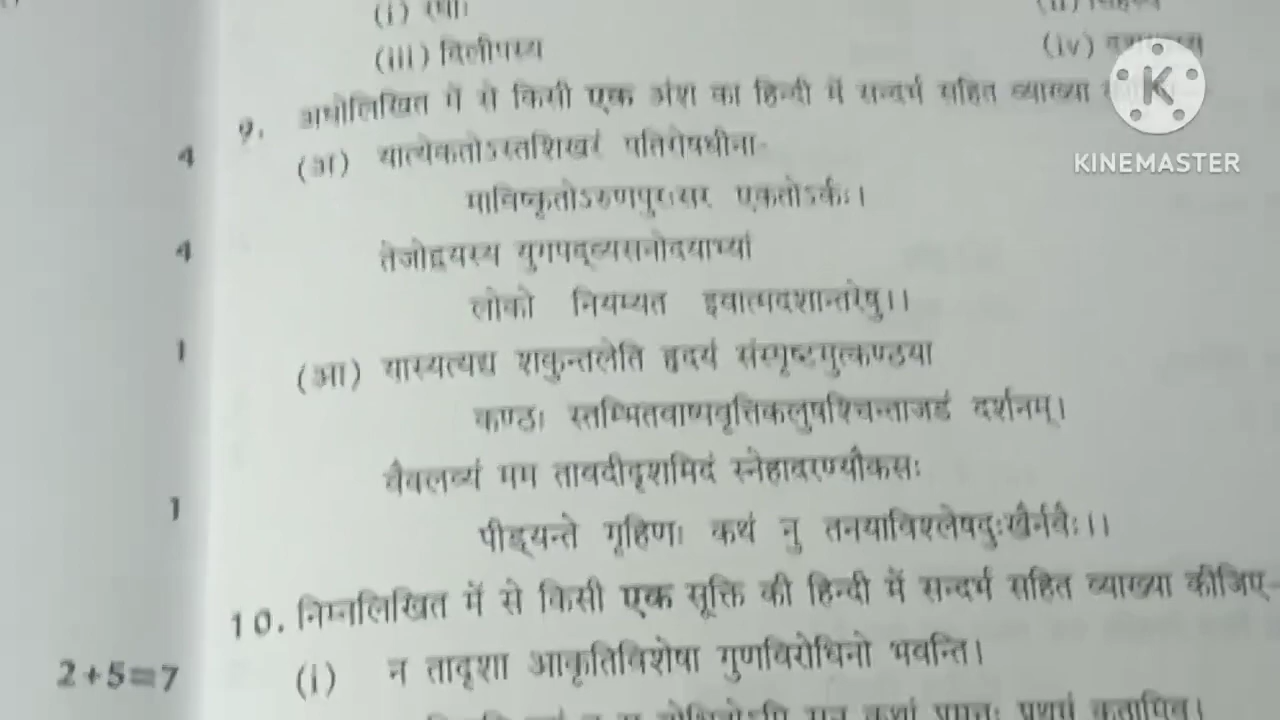 (i)
(iii) दिलीपस्य
(iv)
9. अधोलिखित में से किसी एक अंश का हिन्दी में सन्दर्भ सहित व्याख्या
4
(अ) यात्येकतोऽस्तशिखरं पतिरोषधीना-
माविष्कृतोऽरुणपुरःसर एकतोऽर्कः।
4
तेजोद्वयस्य युगपद्व्यसनोदयाभ्यां
लोको नियम्यत इवात्मदशान्तरेषु।।
1
(आ) यास्यत्यद्य शकुन्तलेति हृदयं संस्पृष्टमुत्कण्ठया
कण्ठः स्तम्भितवाष्पवृत्तिकलुषश्चिन्ताजडं दर्शनम्।
वैक्लव्यं मम तावदीदृशमिदं स्नेहादरण्यौकसः
1
पीड्यन्ते गृहिणः कथं नु तनयाविश्लेषदुःखैर्नवैः।।
10. निम्नलिखित में से किसी एक सूक्ति की हिन्दी में सन्दर्भ सहित व्याख्या कीजिए-
2+5=7
(i) न तादृशा आकृतिविशेषा गुणविरोधिनो भवन्ति।
K
KINEMASTER